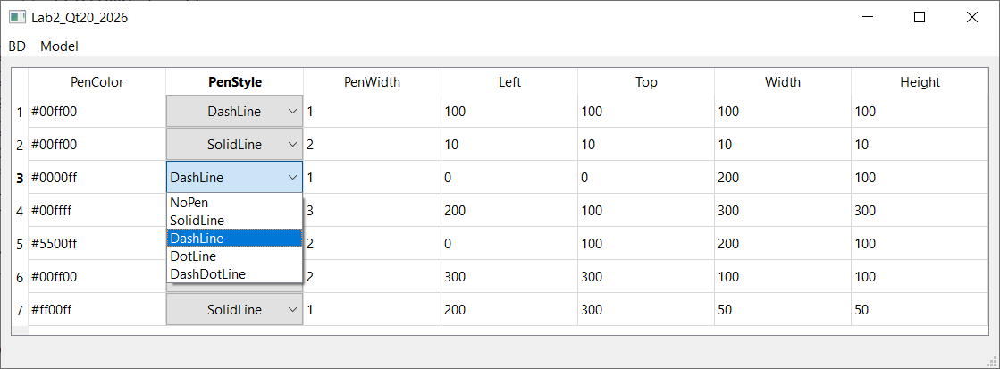 Lab2_Qt20_2026
BD Model
PenColor PenStyle PenWidth Left Top Width Height
1 #00ff00 DashLine 1 100 100 100 100
2 #00ff00 SolidLine 2 10 10 10 10
3 #0000ff DashLine 1 0 0 200 100
NoPen
4 #00ffff 3 200 100 300 300
SolidLine
DashLine
5 #5500ff 2 0 100 200 100
DotLine
DashDotLine
6 #00ff00 2 300 300 100 100
7 #ff00ff SolidLine 1 200 300 50 50